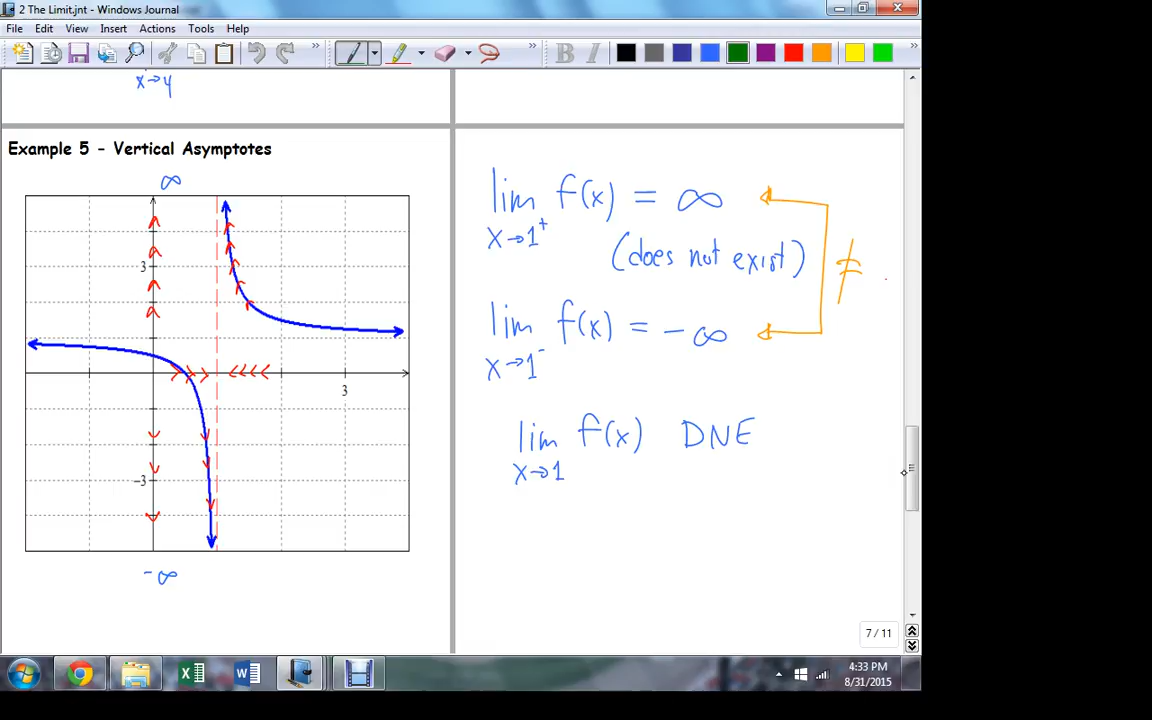 2 The Limit.jnt - Windows Journal
File Edit View Insert Actions Tools Help
B I
x→4
Example 5 - Vertical Asymptotes
∞
3
3
-3
-∞
lim f(x) = ∞
x→1⁺
(does not exist)
≠
lim f(x) = -∞
x→1⁻
lim f(x) DNE
x→1
7 / 11
4:33 PM
8/31/2015